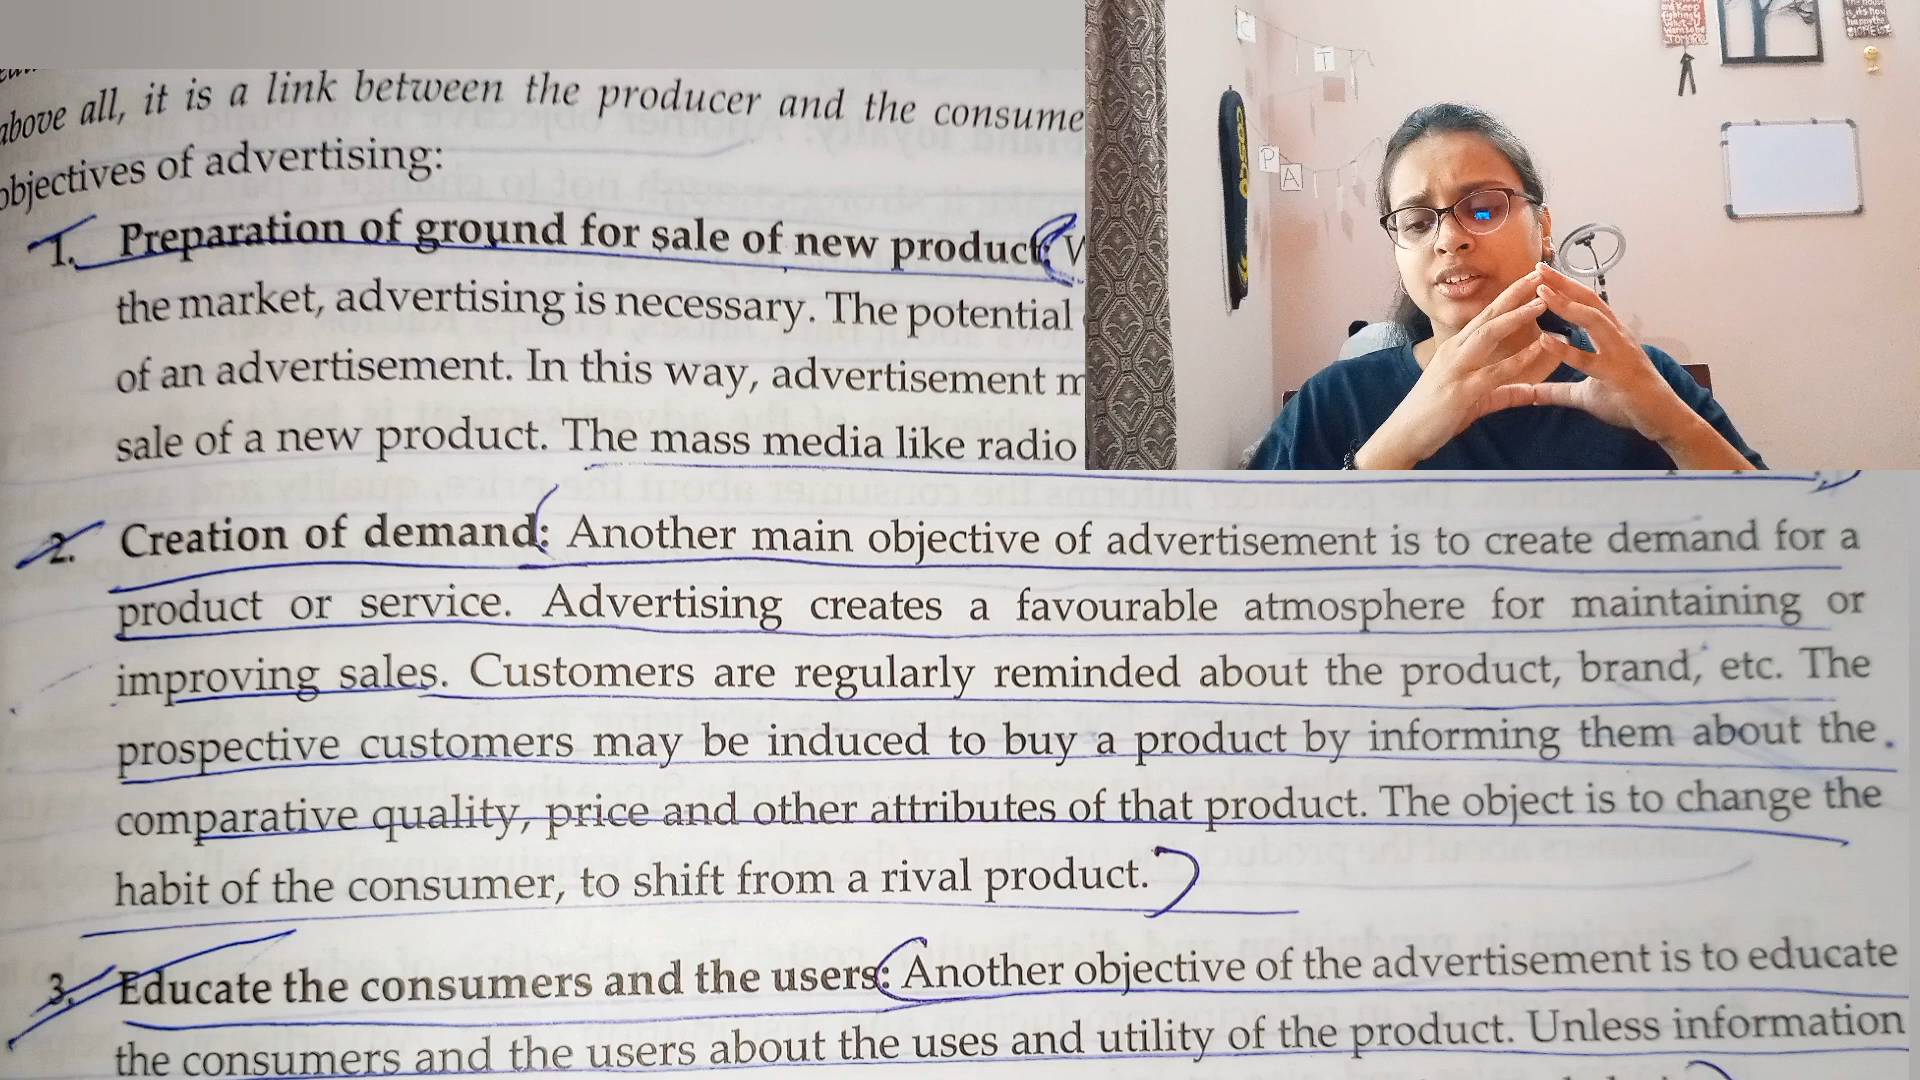 above all, it is a link between the producer and the consume
objectives of advertising:
1. Preparation of ground for sale of new product:
the market, advertising is necessary. The potential
of an advertisement. In this way, advertisement m
sale of a new product. The mass media like radio
2. Creation of demand: Another main objective of advertisement is to create demand for a
product or service. Advertising creates a favourable atmosphere for maintaining or
improving sales. Customers are regularly reminded about the product, brand, etc. The
prospective customers may be induced to buy a product by informing them about the
comparative quality, price and other attributes of that product. The object is to change the
habit of the consumer, to shift from a rival product.
3. Educate the consumers and the users: Another objective of the advertisement is to educate
the consumers and the users about the uses and utility of the product. Unless information
C
T
P
A
COSCO
and Keep